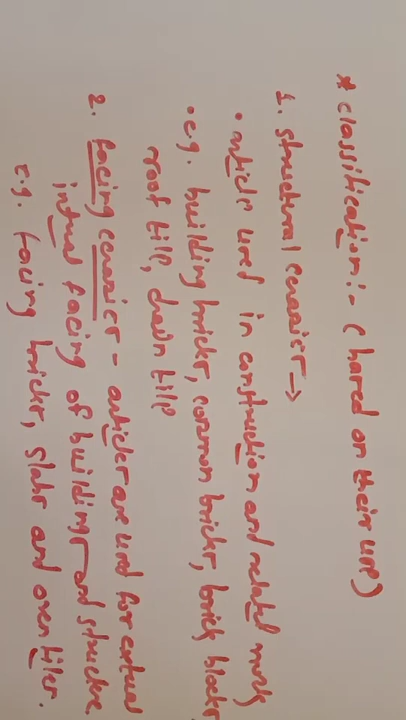 * classification:- ( based on their use)
1. structural ceramics →
• articles used in construction and related work
• e.g. building bricks, common bricks, brick blocks
roof tile, drain tile
2. facing ceramics - articles are used for external
internal facing of buildings and structure.
E.g. facing bricks, slabs and oven tiles.